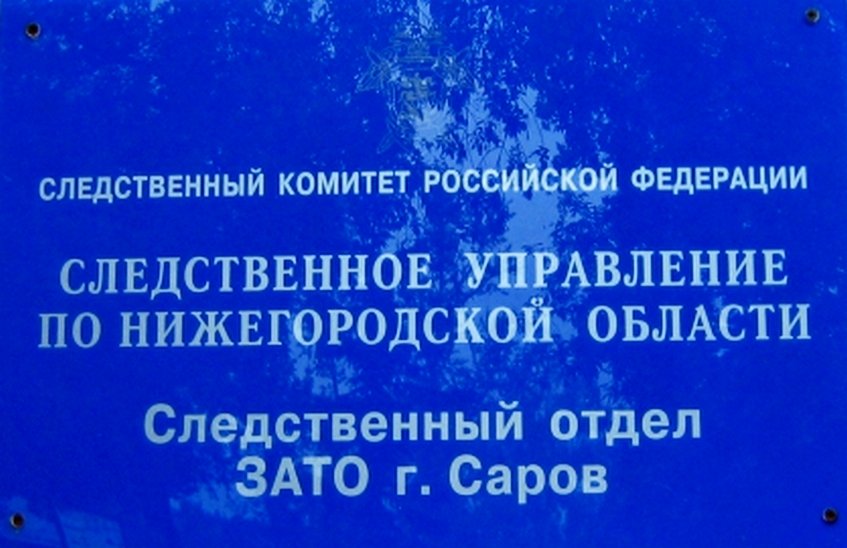 СЛЕДСТВЕННЫЙ КОМИТЕТ РОССИЙСКОЙ ФЕДЕРАЦИИ
СЛЕДСТВЕННОЕ УПРАВЛЕНИЕ
ПО НИЖЕГОРОДСКОЙ ОБЛАСТИ
Следственный отдел
ЗАТО г. Саров